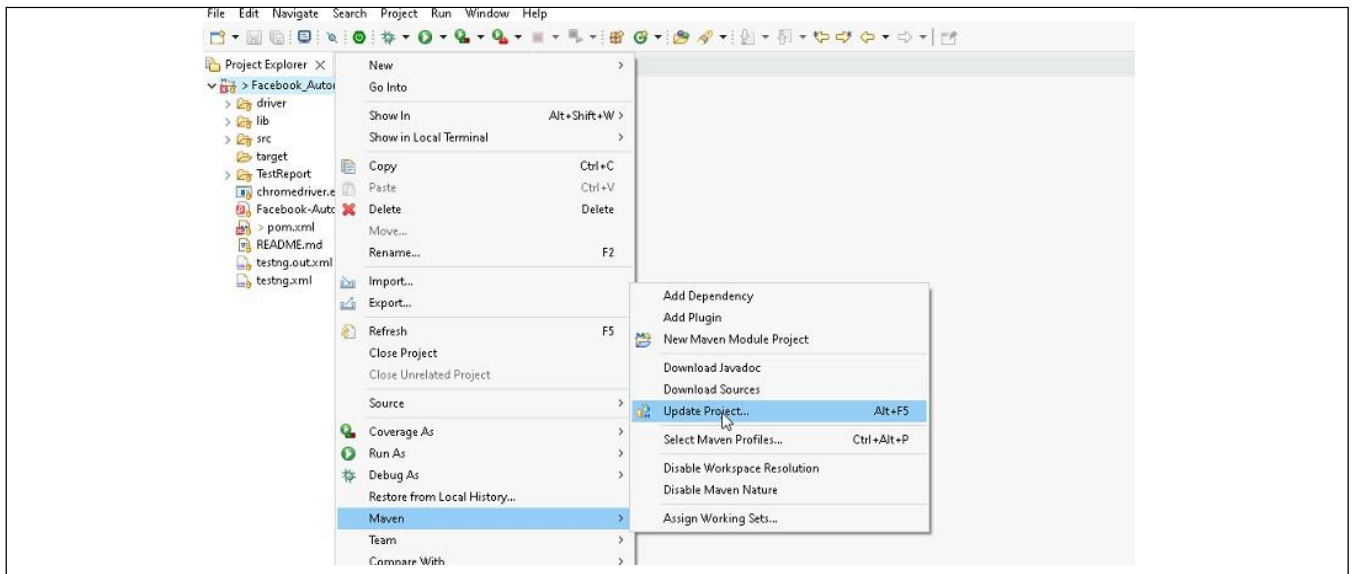 File Edit Navigate Search Project Run Window Help
Project Explorer
> Facebook_Autor
driver
lib
src
target
TestReport
chromedriver.e
Facebook-Autc
> pom.xml
README.md
testng.out.xml
testng.xml
New
Go Into
Show In Alt+Shift+W >
Show in Local Terminal
Copy Ctrl+C
Paste Ctrl+V
Delete Delete
Move...
Rename... F2
Import...
Export...
Refresh F5
Close Project
Close Unrelated Project
Source
Coverage As
Run As
Debug As
Restore from Local History...
Maven
Team
Compare With
Add Dependency
Add Plugin
New Maven Module Project
Download Javadoc
Download Sources
Update Project... Alt+F5
Select Maven Profiles... Ctrl+Alt+P
Disable Workspace Resolution
Disable Maven Nature
Assign Working Sets...